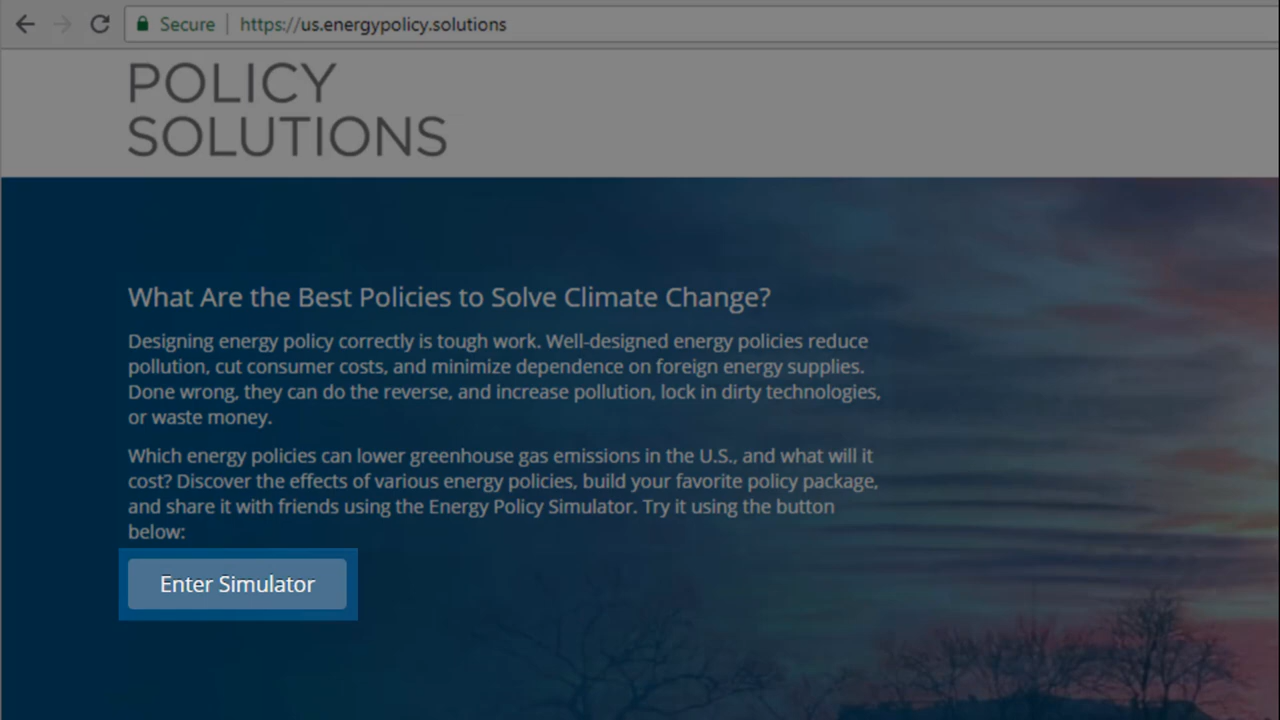 Secure https://us.energypolicy.solutions
POLICY
SOLUTIONS
What Are the Best Policies to Solve Climate Change?
Designing energy policy correctly is tough work. Well-designed energy policies reduce
pollution, cut consumer costs, and minimize dependence on foreign energy supplies.
Done wrong, they can do the reverse, and increase pollution, lock in dirty technologies,
or waste money.
Which energy policies can lower greenhouse gas emissions in the U.S., and what will it
cost? Discover the effects of various energy policies, build your favorite policy package,
and share it with friends using the Energy Policy Simulator. Try it using the button
below:
Enter Simulator